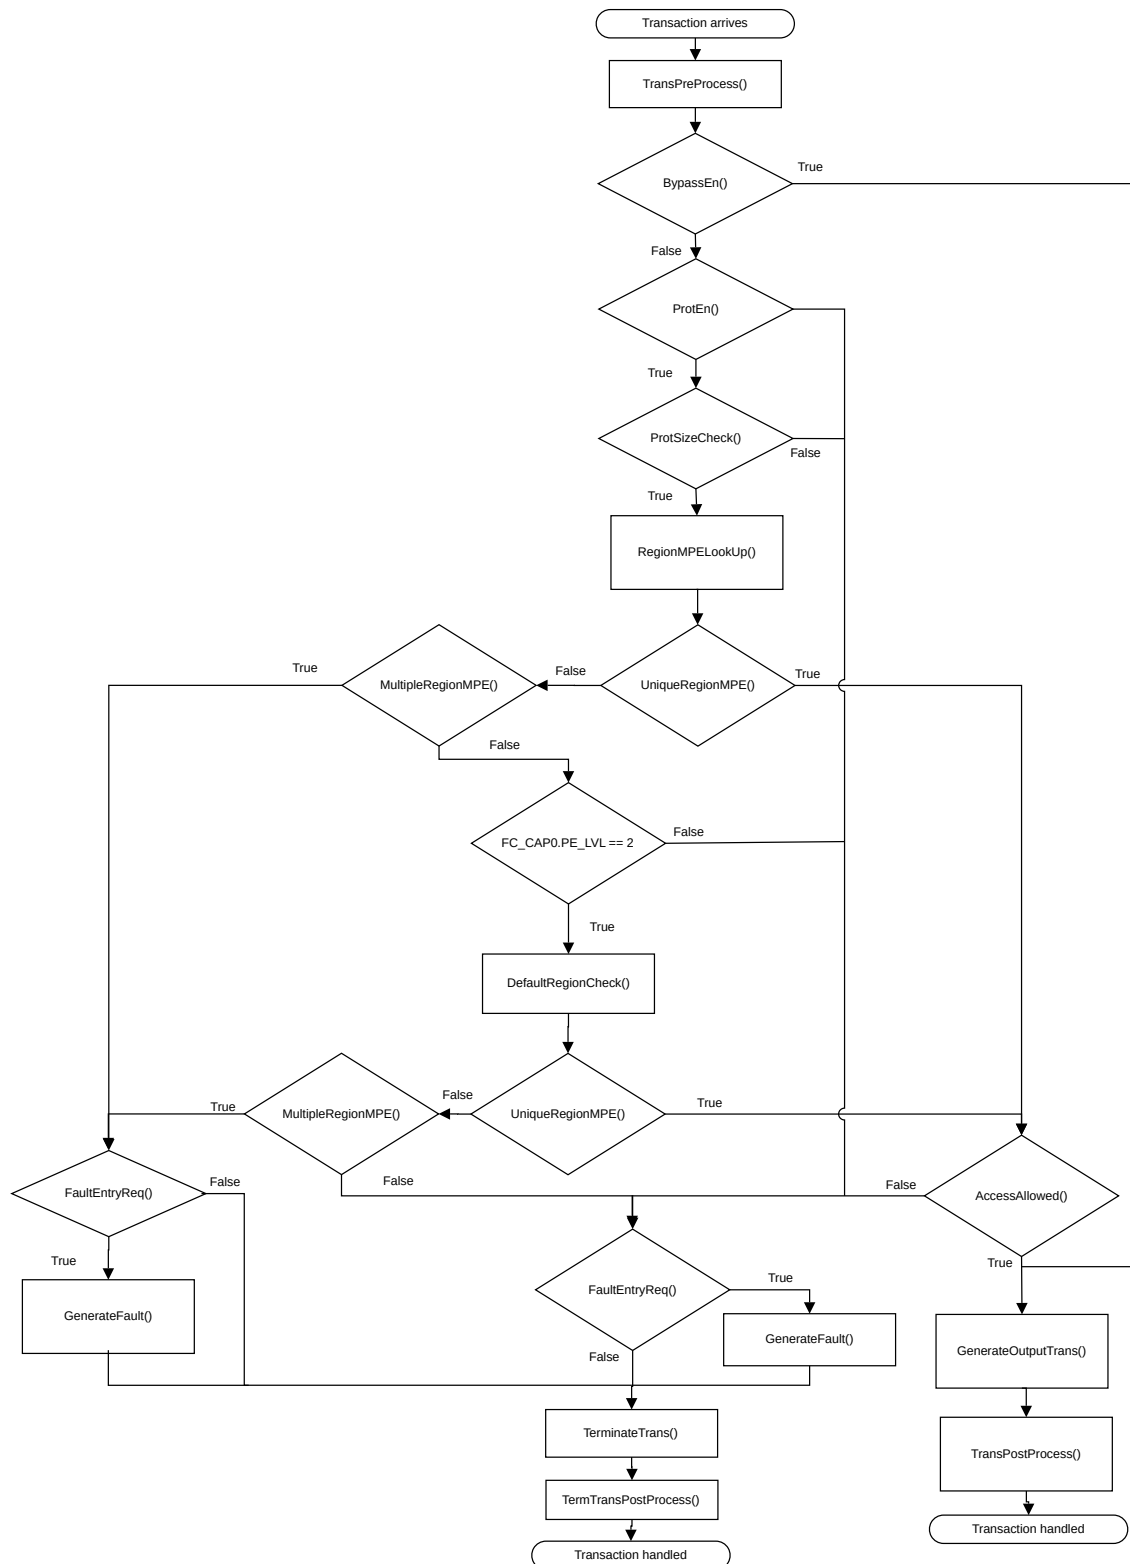 Transaction arrives
TransPreProcess()
True
BypassEn()
False
ProtEn()
True
ProtSizeCheck()
False
True
RegionMPELookUp()
True
MultipleRegionMPE()
False
UniqueRegionMPE()
True
False
FC_CAP0.PE_LVL == 2
False
True
DefaultRegionCheck()
True
MultipleRegionMPE()
False
UniqueRegionMPE()
True
FaultEntryReq()
False
False
False
AccessAllowed()
True
GenerateFault()
FaultEntryReq()
True
False
GenerateFault()
True
GenerateOutputTrans()
TerminateTrans()
TransPostProcess()
TermTransPostProcess()
Transaction handled
Transaction handled